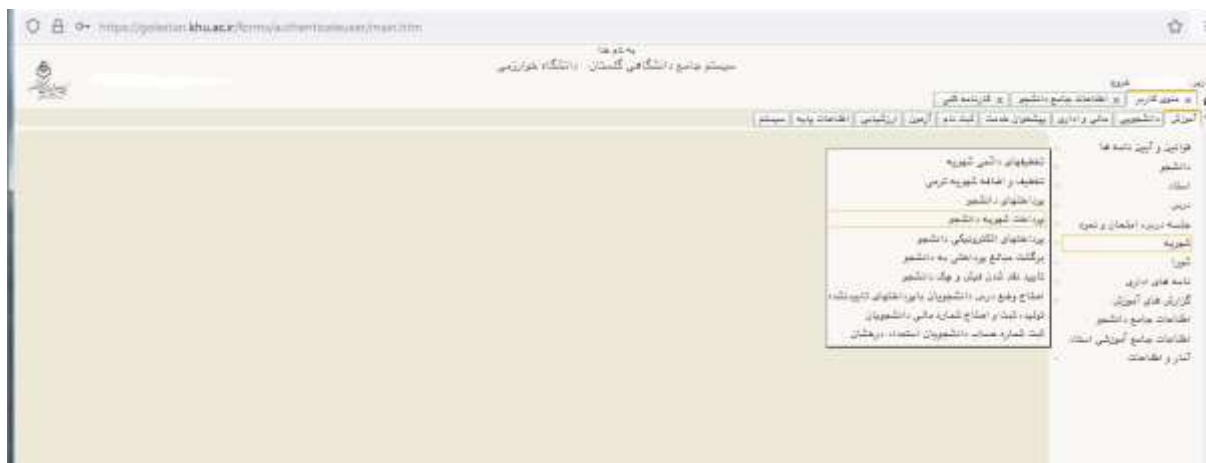 https://golestan.khu.ac.ir/forms/authenticateuser/main.htm
به نام خدا
سیستم جامع دانشگاهی گلستان - دانشگاه خوارزمی
خروج
منوی کاربر x اطلاعات جامع دانشجو x کارنامه کلی x
آموزش دانشجویی مالی و اداری پیشخوان خدمت ثبت نام آزمون ارزشیابی اطلاعات پایه سیستم
قوانین و آیین نامه ها
دانشجو
استاد
درس
جلسه درس، امتحان و نمره
شهریه
شورا
نامه های اداری
گزارش های آموزش
اطلاعات جامع دانشجو
اطلاعات جامع آموزشی استاد
آمار و اطلاعات
تخفیفهای دائمی شهریه
تخفیف و اضافه شهریه ترمی
پرداختهای دانشجو
پرداخت شهریه دانشجو
پرداختهای الکترونیکی دانشجو
برگشت مبالغ پرداختی به دانشجو
تایید نقد شدن فیش و چک دانشجو
اصلاح وضع درس دانشجویان باپرداختهای تاییدنشده
تولید، ثبت و اصلاح شماره مالی دانشجویان
ثبت شماره حساب دانشجویان استعداد درخشان